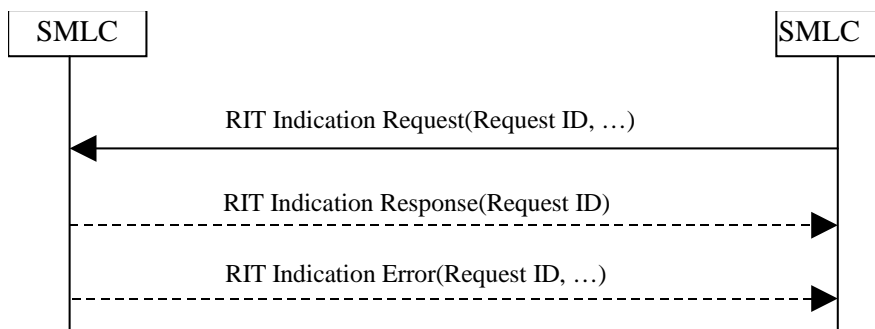 SMLC
SMLC
RIT Indication Request(Request ID, …)
RIT Indication Response(Request ID)
RIT Indication Error(Request ID, …)